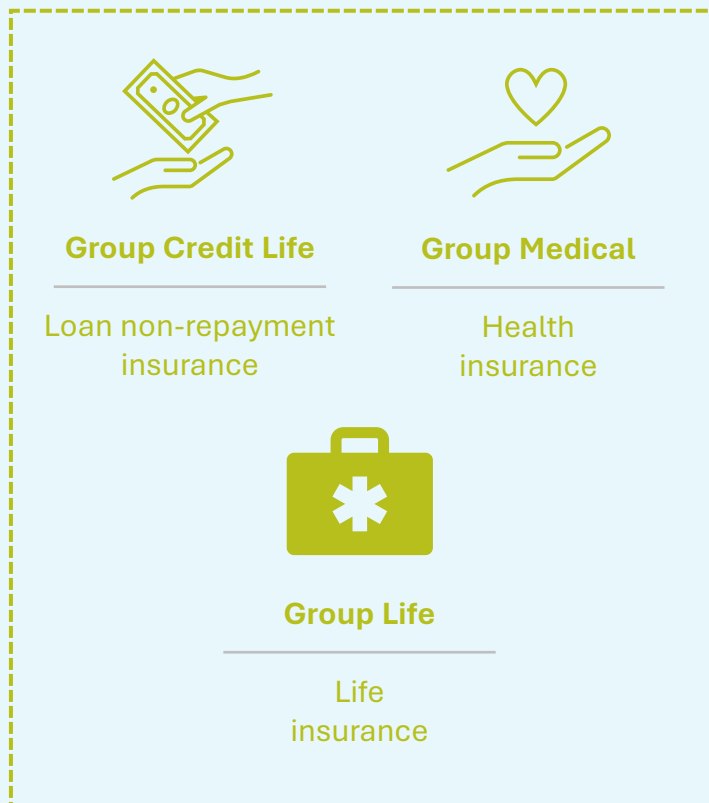 Group Credit Life
Loan non-repayment
insurance
Group Medical
Health
insurance
Group Life
Life
insurance